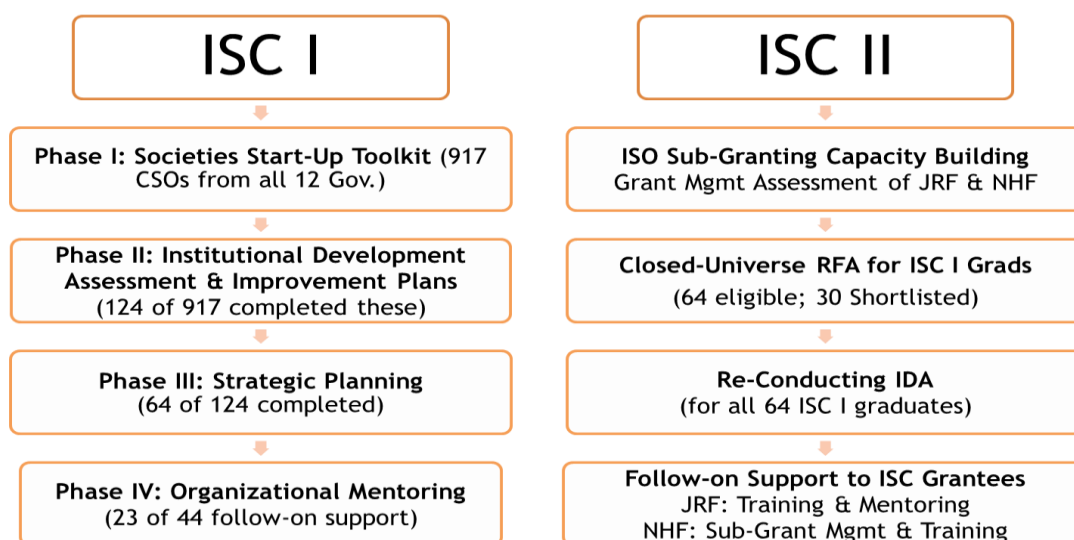 ISC I
Phase I: Societies Start-Up Toolkit (917
CSOs from all 12 Gov.)
Phase II: Institutional Development
Assessment & Improvement Plans
(124 of 917 completed these)
Phase III: Strategic Planning
(64 of 124 completed)
Phase IV: Organizational Mentoring
(23 of 44 follow-on support)
ISC II
ISO Sub-Granting Capacity Building
Grant Mgmt Assessment of JRF & NHF
Closed-Universe RFA for ISC I Grads
(64 eligible; 30 Shortlisted)
Re-Conducting IDA
(for all 64 ISC I graduates)
Follow-on Support to ISC Grantees
JRF: Training & Mentoring
NHF: Sub-Grant Mgmt & Training